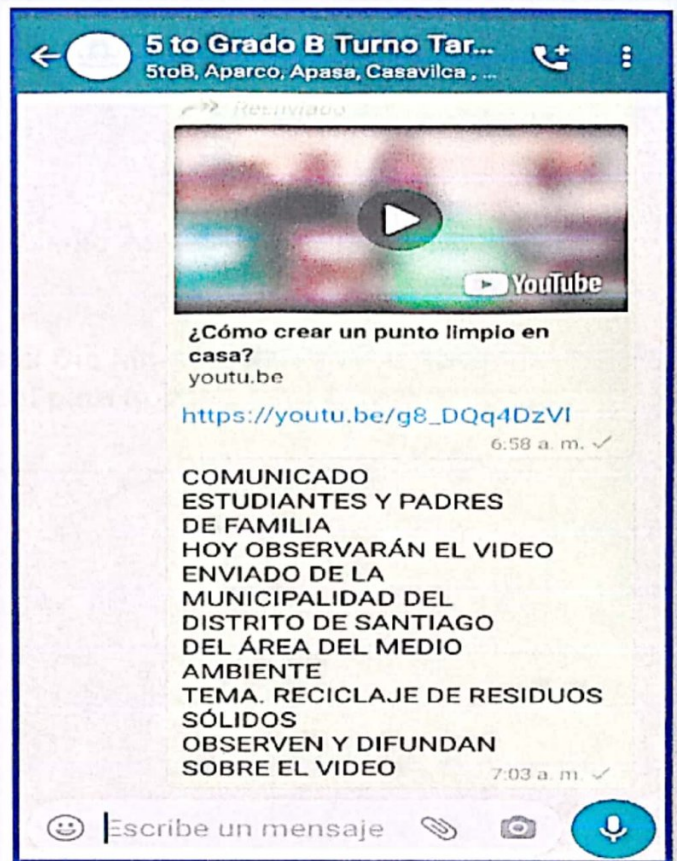 5 to Grado B Turno Tar...
5toB, Aparco, Apasa, Casavilca , ...
Reenviado
YouTube
¿Cómo crear un punto limpio en
casa?
youtu.be
https://youtu.be/g8_DQq4DzVI
6:58 a. m.
COMUNICADO
ESTUDIANTES Y PADRES
DE FAMILIA
HOY OBSERVARÁN EL VIDEO
ENVIADO DE LA
MUNICIPALIDAD DEL
DISTRITO DE SANTIAGO
DEL ÁREA DEL MEDIO
AMBIENTE
TEMA. RECICLAJE DE RESIDUOS
SÓLIDOS
OBSERVEN Y DIFUNDAN
SOBRE EL VIDEO
7:03 a. m.
Escribe un mensaje